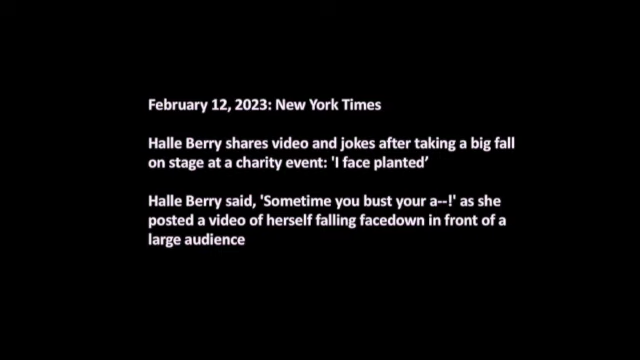 February 12, 2023: New York Times
Halle Berry shares video and jokes after taking a big fall
on stage at a charity event: 'I face planted’
Halle Berry said, 'Sometime you bust your a--!' as she
posted a video of herself falling facedown in front of a
large audience